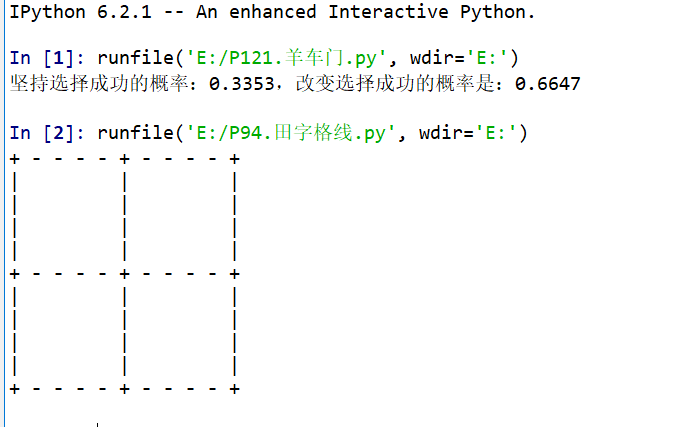 IPython 6.2.1 -- An enhanced Interactive Python.
In [1]: runfile('E:/P121.羊车门.py', wdir='E:')
坚持选择成功的概率：0.3353，改变选择成功的概率是：0.6647
In [2]: runfile('E:/P94.田字格线.py', wdir='E:')
+ - - - - + - - - - +
|         |         |
|         |         |
|         |         |
|         |         |
+ - - - - + - - - - +
|         |         |
|         |         |
|         |         |
|         |         |
+ - - - - + - - - - +